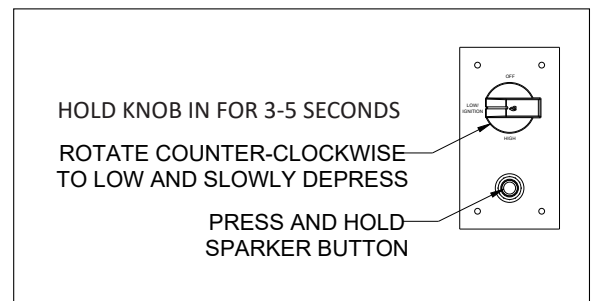 HOLD KNOB IN FOR 3-5 SECONDS
ROTATE COUNTER-CLOCKWISE
TO LOW AND SLOWLY DEPRESS
PRESS AND HOLD
SPARKER BUTTON
OFF
LOW/
IGNITION
HIGH